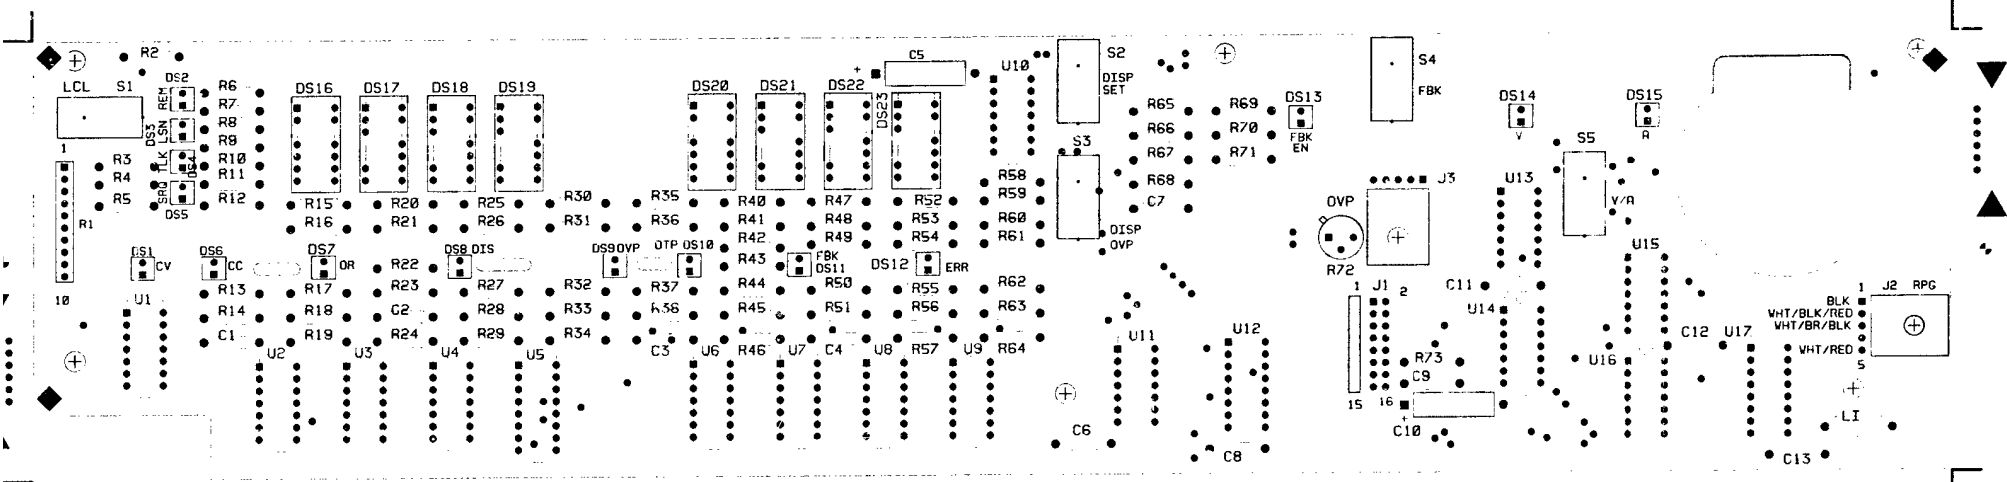 R2
C5
U10
S2
S4
LCL S1
DS2
REM
DS3
LSN
TLK
DS4
SRQ
DS5
R6
R7
R8
R9
R10
R11
R12
DS16 DS17 DS18 DS19
DS20 DS21 DS22 DS23
+
DISP
SET
FBK
R65 R69
R66 R70
R67 R71
R68
C7
DS13
FBK
EN
DS14
V
DS15
A
S3
S5
1
R3
R4
R5
R1
10
R58
R59
R60
R61
DISP
OVP
J3
U13
V/A
OVP
R72
R15 R20 R25 R30 R35 R40 R47 R52
R16 R21 R26 R31 R36 R41 R48 R53
R42 R49 R54
DS1 CV
DS6 CC
DS7 OR
DS8 DIS
DS9 OVP
OTP DS10
FBK
DS11
DS12 ERR
U15
R22 R43
R13 R17 R23 R27 R32 R37 R44 R50 R55 R62
R14 R18 C2 R28 R33 R38 R45 R51 R56 R63
C1 R19 R24 R29 R34 C3 R46 C4 R57 R64
U1
U2 U3 U4 U5 U6 U7 U8 U9
U11
U12
1 J1 2
15 16
C11
U14
R73
C9
+
C10
U16
C12 U17
1 J2 RPG
BLK
WHT/BLK/RED
WHT/BR/BLK
WHT/RED
5
LI
C6
C8
C13